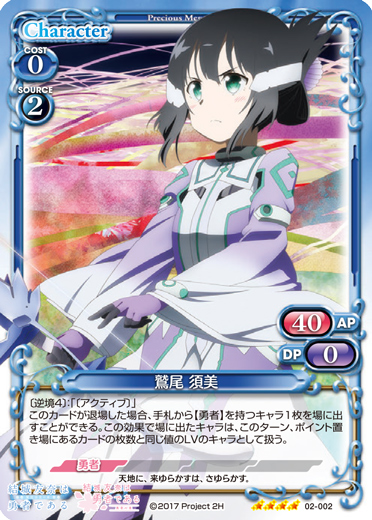 Precious Mem
Character
COST
0
SOURCE
2
40 AP
DP 0
鷲尾 須美
［逆境4］：「［アクティブ］」
このカードが退場した場合、手札から【勇者】を持つキャラ1枚を場に出
すことができる。この効果で場に出たキャラは、このターン、ポイント置
き場にあるカードの枚数と同じ値のLVのキャラとして扱う。
勇者
天地に、来ゆらかすは、さゆらかす。
結城友奈は
勇者である
©2017 Project 2H
02-002